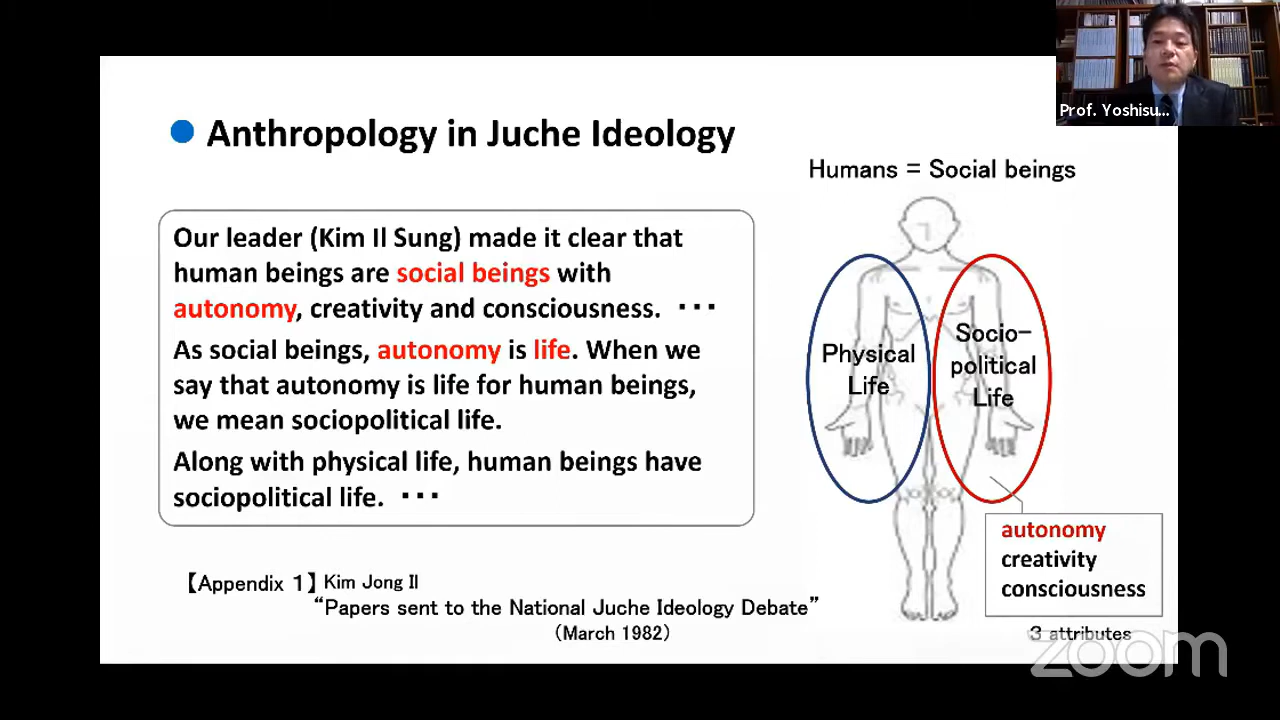 Prof. Yoshisu...
Anthropology in Juche Ideology
Humans = Social beings
Our leader (Kim Il Sung) made it clear that
human beings are social beings with
autonomy, creativity and consciousness. ･･･
As social beings, autonomy is life. When we
say that autonomy is life for human beings,
we mean sociopolitical life.
Along with physical life, human beings have
sociopolitical life. ･･･
Physical
Life
Socio-
political
Life
autonomy
creativity
consciousness
3 attributes
【Appendix 1】 Kim Jong Il
“Papers sent to the National Juche Ideology Debate”
(March 1982)
zoom